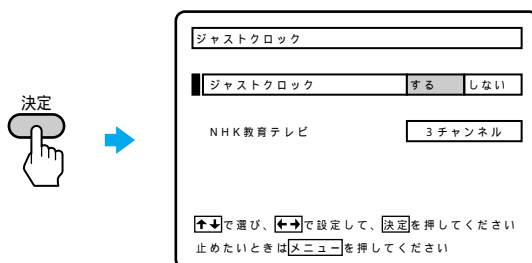 決定
ジャストクロック
ジャストクロック する しない
NHK教育テレビ 3チャンネル
↑↓で選び、←→で設定して、決定を押してください
止めたいときはメニューを押してください